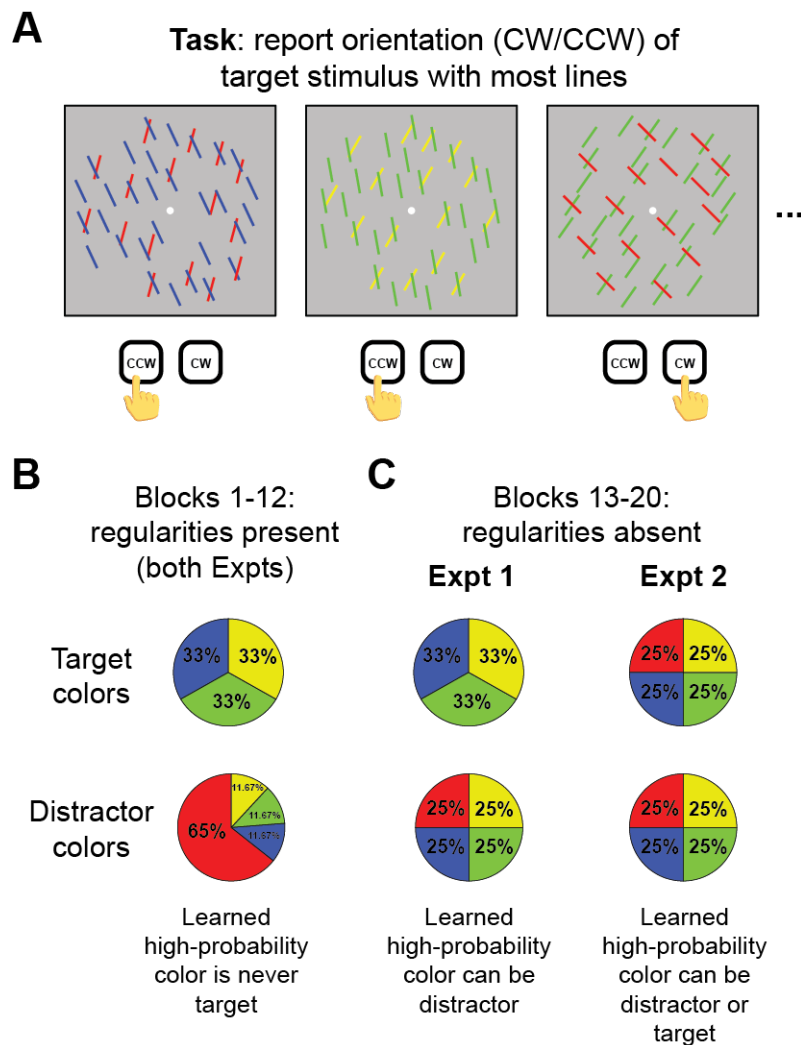 A
Task: report orientation (CW/CCW) of
target stimulus with most lines
...
CCW CW CCW CW CCW CW
B
Blocks 1-12:
regularities present
(both Expts)
C
Blocks 13-20:
regularities absent
Expt 1 Expt 2
Target
colors
33% 33% 33%
33% 33% 33%
25% 25% 25% 25%
Distractor
colors
65% 11.67% 11.67% 11.67%
25% 25% 25% 25%
25% 25% 25% 25%
Learned
high-probability
color is never
target
Learned
high-probability
color can be
distractor
Learned
high-probability
color can be
distractor or
target